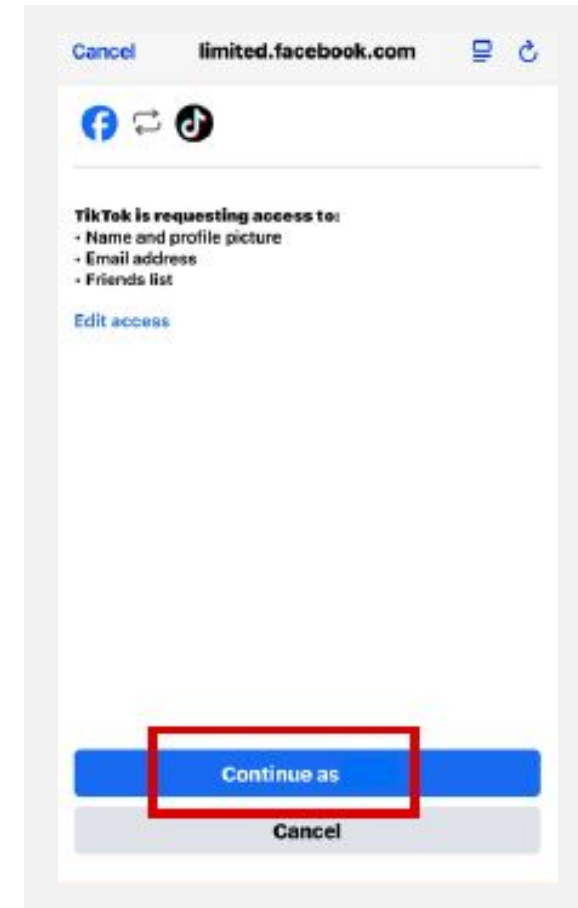 Cancel limited.facebook.com
TikTok is requesting access to:
• Name and profile picture
• Email address
• Friends list
Edit access
Continue as
Cancel